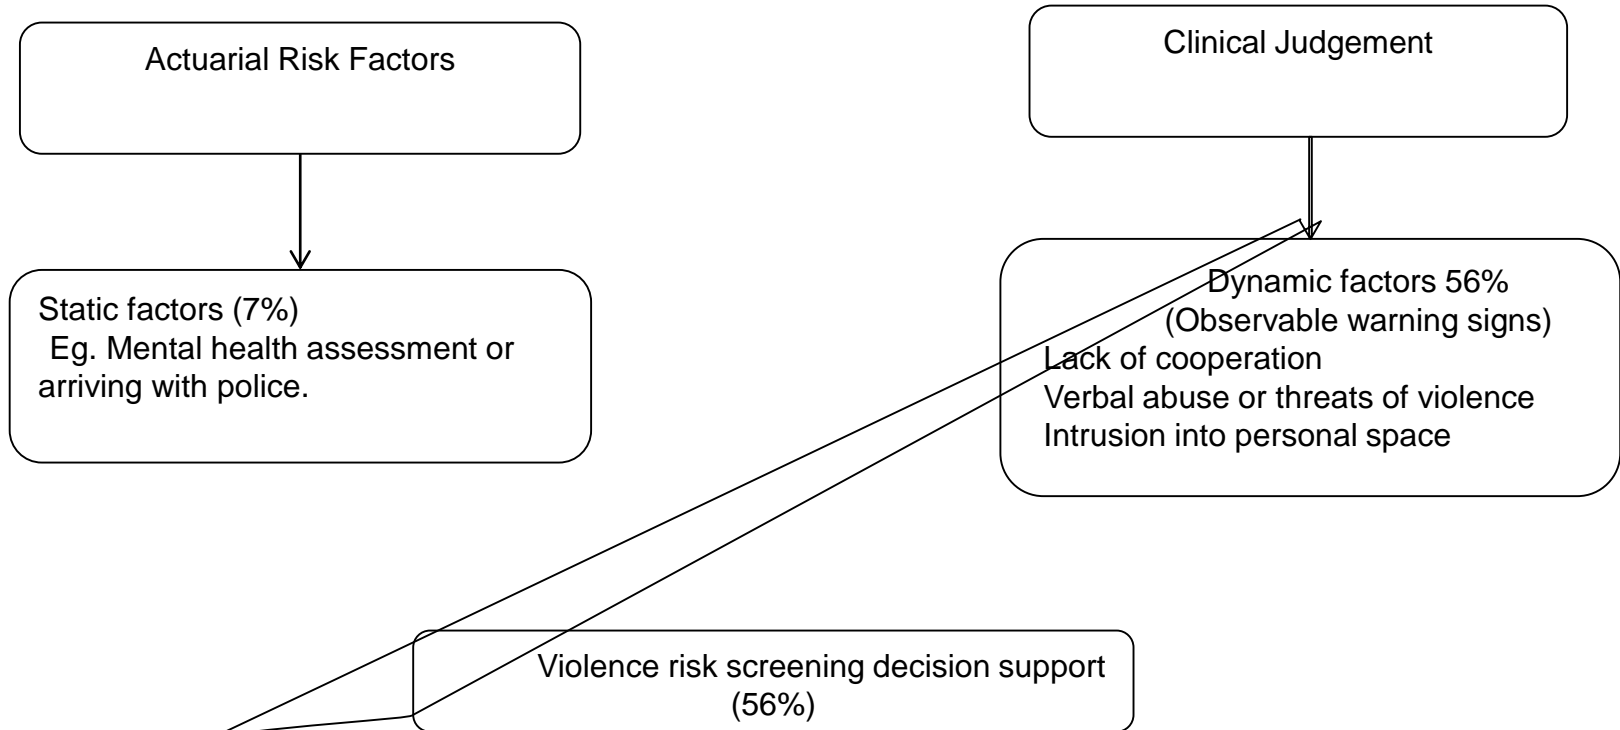 Actuarial Risk Factors
Clinical Judgement
Static factors (7%)
Eg. Mental health assessment or
arriving with police.
Dynamic factors 56%
(Observable warning signs)
Lack of cooperation
Verbal abuse or threats of violence
Intrusion into personal space
Violence risk screening decision support
(56%)